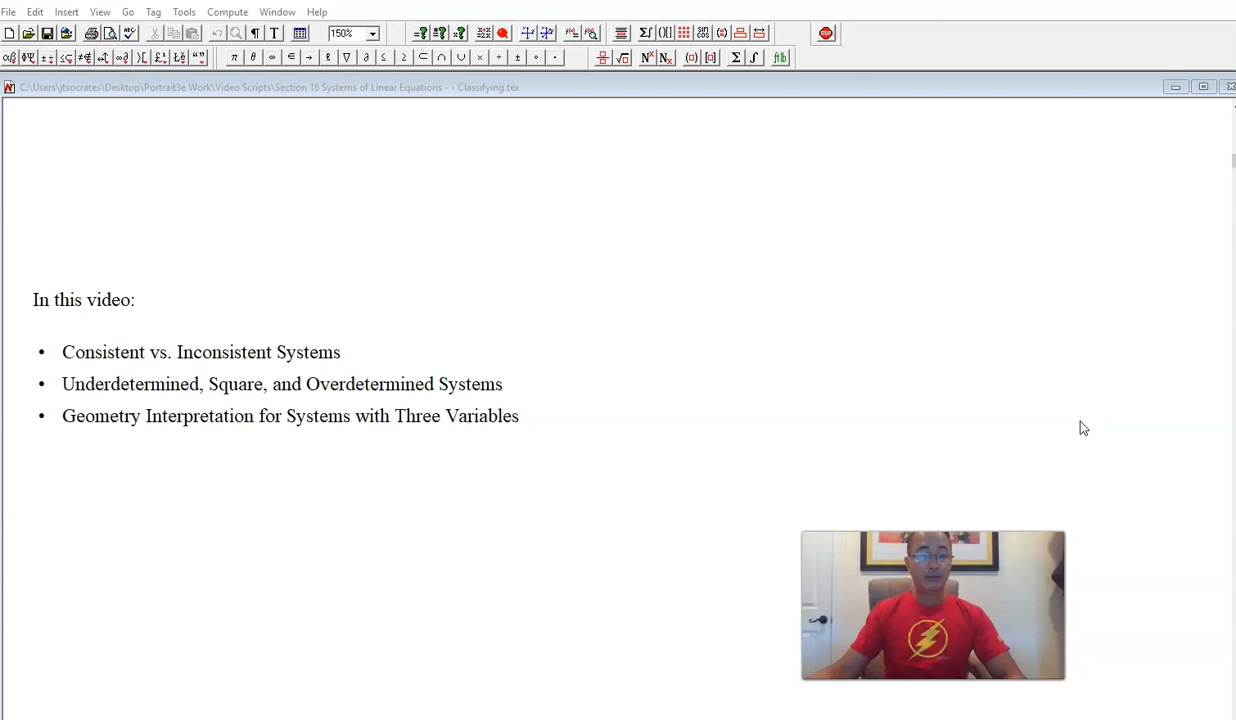 File Edit Insert View Go Tag Tools Compute Window Help
150%
C:\Users\jtsocrates\Desktop\Portrait3e Work\Video Scripts\Section 16 Systems of Linear Equations - - Classifying.tex
In this video:
• Consistent vs. Inconsistent Systems
• Underdetermined, Square, and Overdetermined Systems
• Geometry Interpretation for Systems with Three Variables